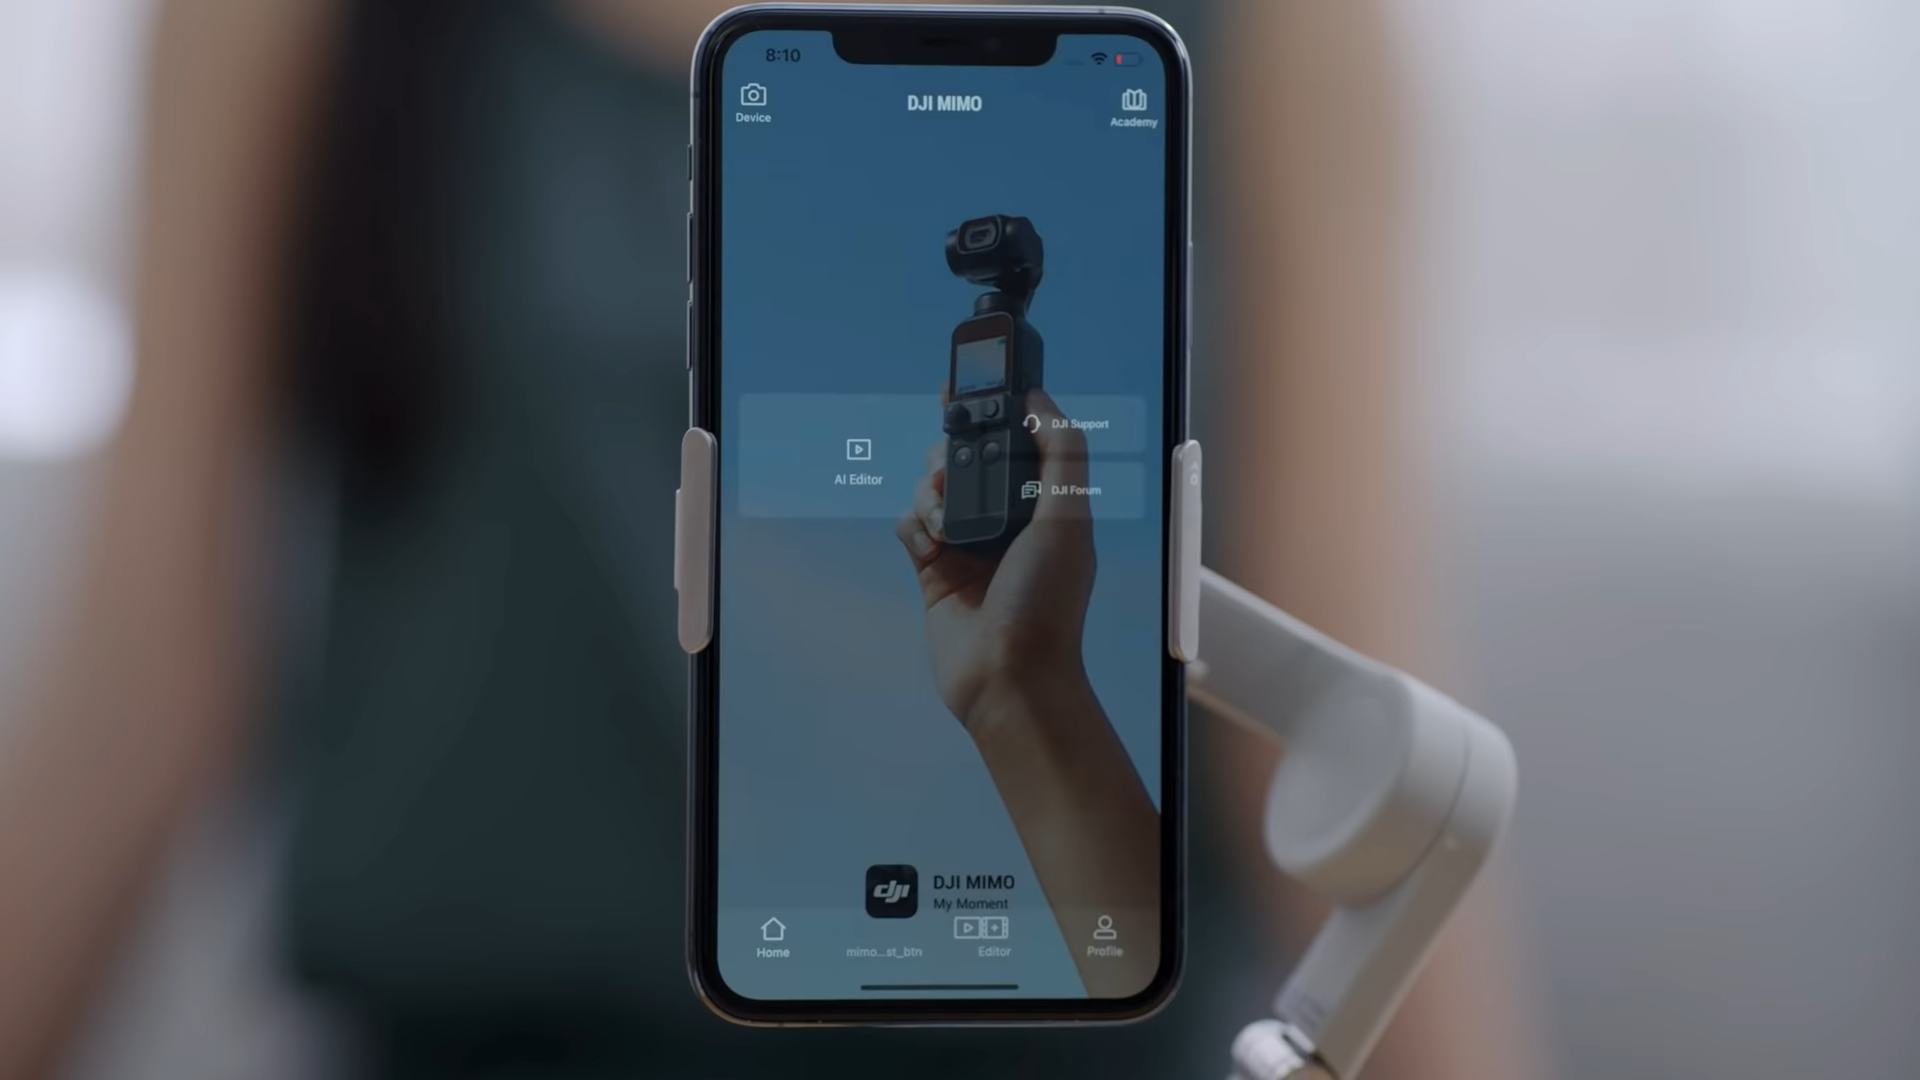 8:10
Device
DJI MIMO
Academy
DJI Support
AI Editor
DJI Forum
dji
DJI MIMO
My Moment
Home
mimo...st_btn
Editor
Profile